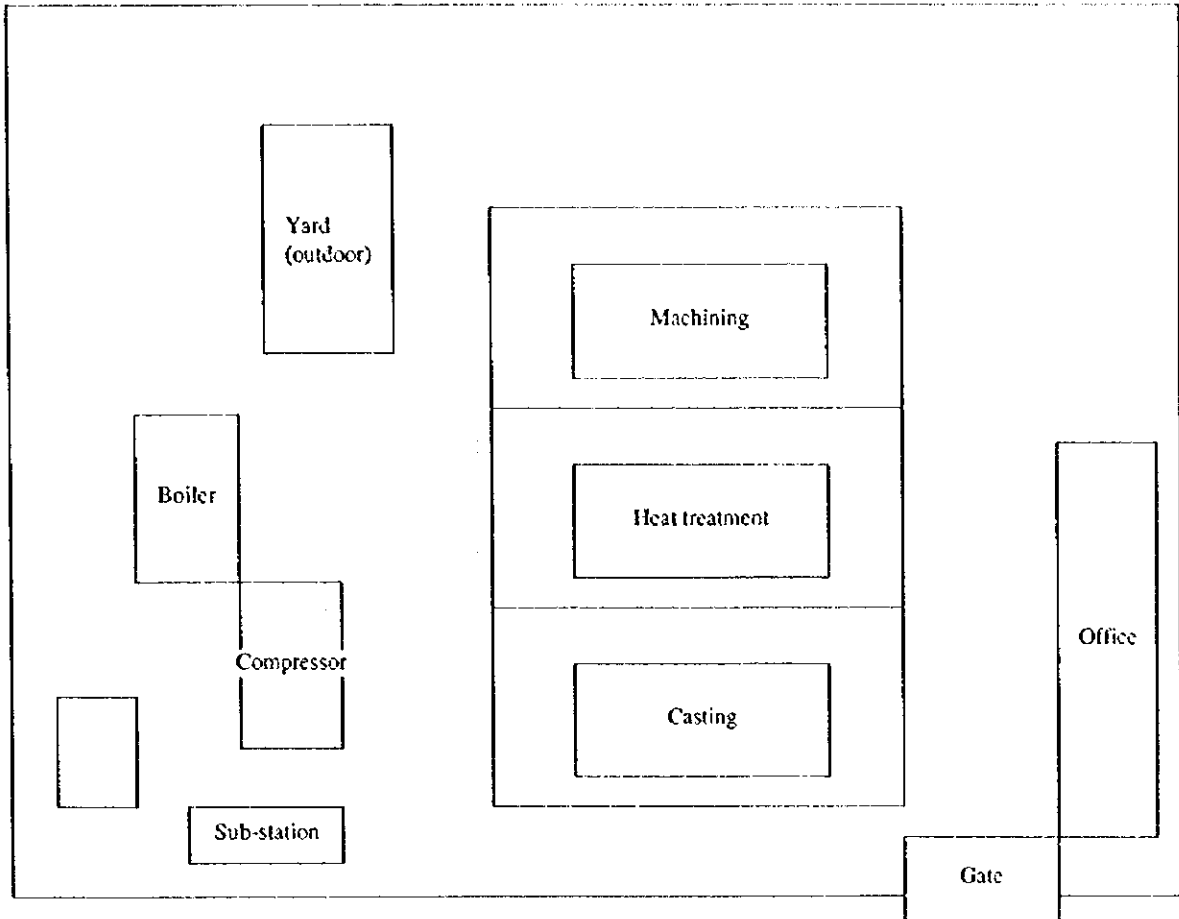 Yard
(outdoor)
Machining
Boiler
Heat treatment
Office
Compressor
Casting
Sub-station
Gate